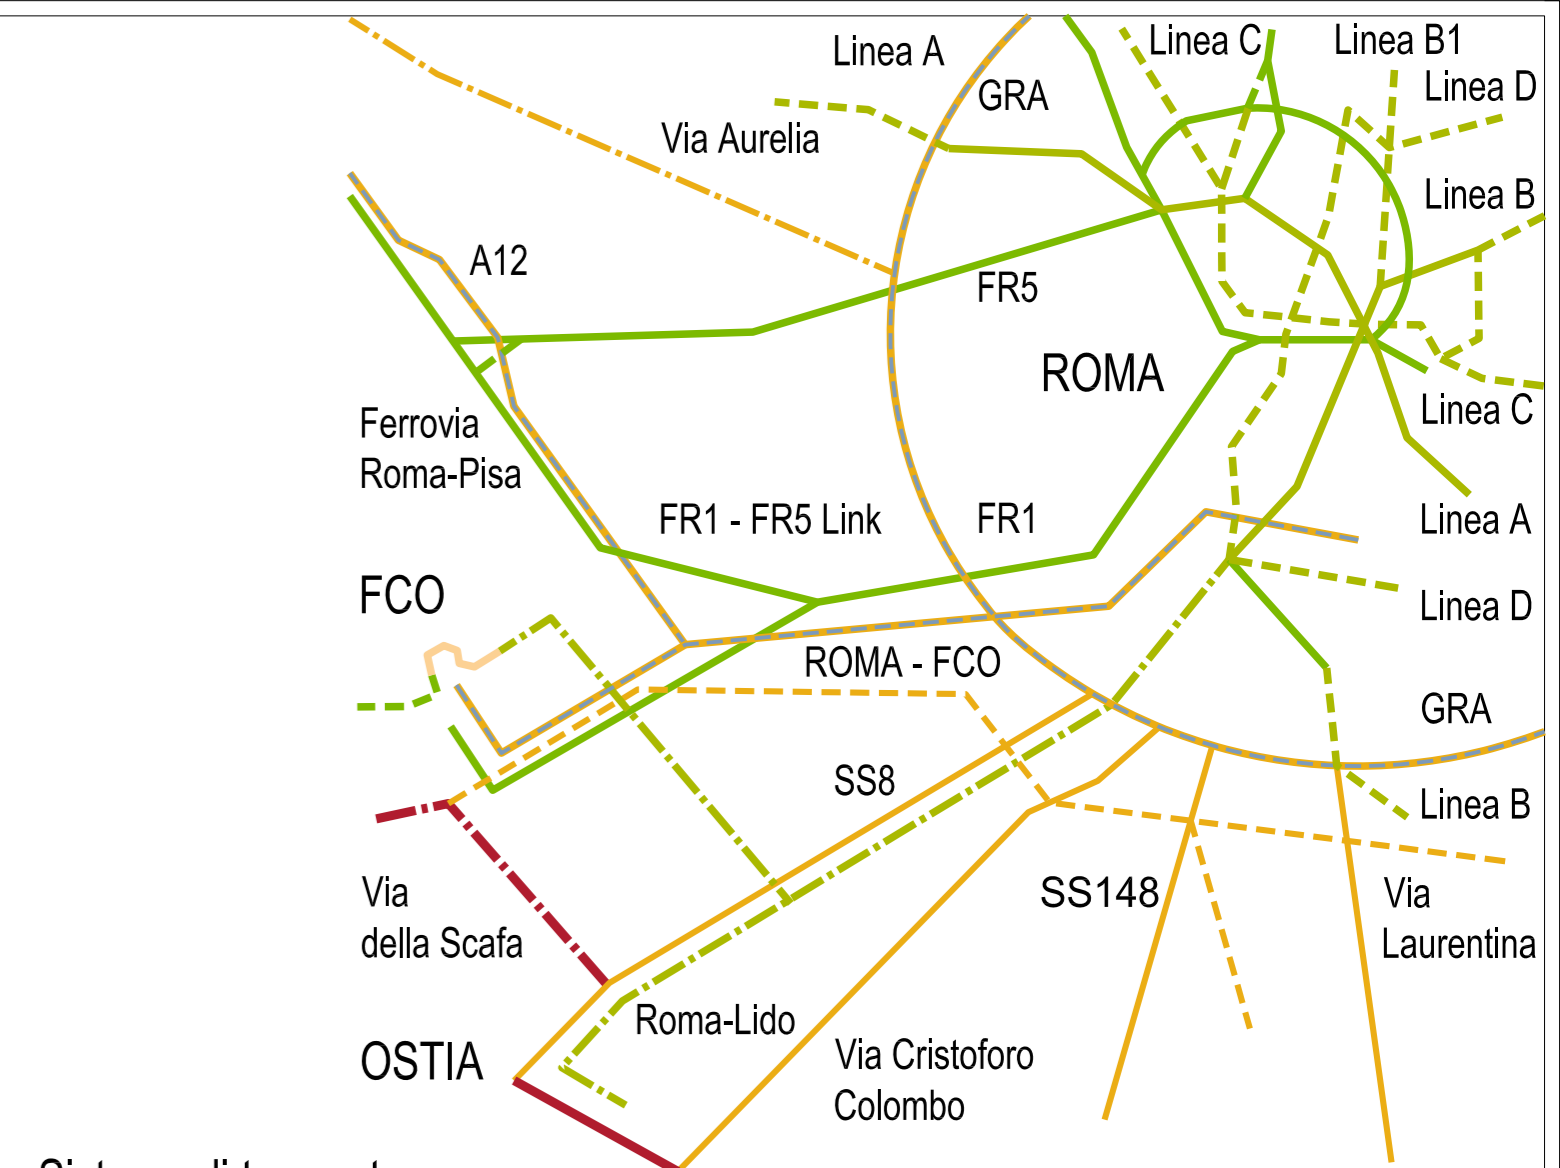 Linea A
Linea C
Linea B1
GRA
Linea D
Via Aurelia
Linea B
A12
FR5
ROMA
Ferrovia
Roma-Pisa
Linea C
FR1 - FR5 Link
FR1
Linea A
FCO
Linea D
ROMA - FCO
GRA
SS8
Linea B
Via
della Scafa
SS148
Via
Laurentina
Roma-Lido
OSTIA
Via Cristoforo
Colombo